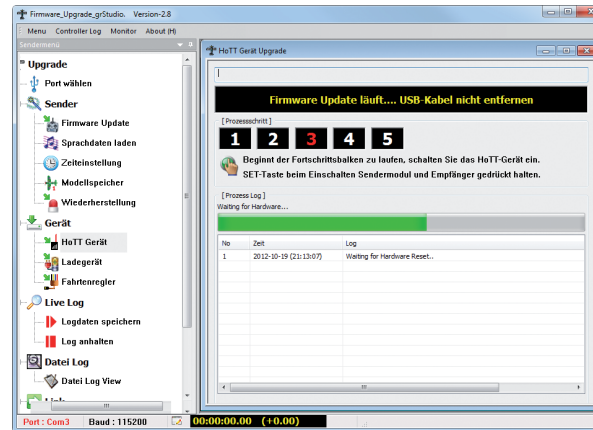 Firmware_Upgrade_grStudio. Version-2.8
Menu Controller Log Monitor About (H)
Sendermenü
Upgrade
Port wählen
Sender
Firmware Update
Sprachdaten laden
Zeiteinstellung
Modellspeicher
Wiederherstellung
Gerät
HoTT Gerät
Ladegerät
Fahrtenregler
Live Log
Logdaten speichern
Log anhalten
Datei Log
Datei Log View
HoTT Gerät Upgrade
Firmware Update läuft.... USB-Kabel nicht entfernen
[ Prozessschritt ]
1 2 3 4 5
Beginnt der Fortschrittsbalken zu laufen, schalten Sie das HoTT-Gerät ein.
SET-Taste beim Einschalten Sendermodul und Empfänger gedrückt halten.
[ Prozess Log ]
Waiting for Hardware...
No Zeit Log
1 2012-10-19 (21:13:07) Waiting for Hardware Reset..
Port : Com3 Baud : 115200 00:00:00.00 (+0.00)